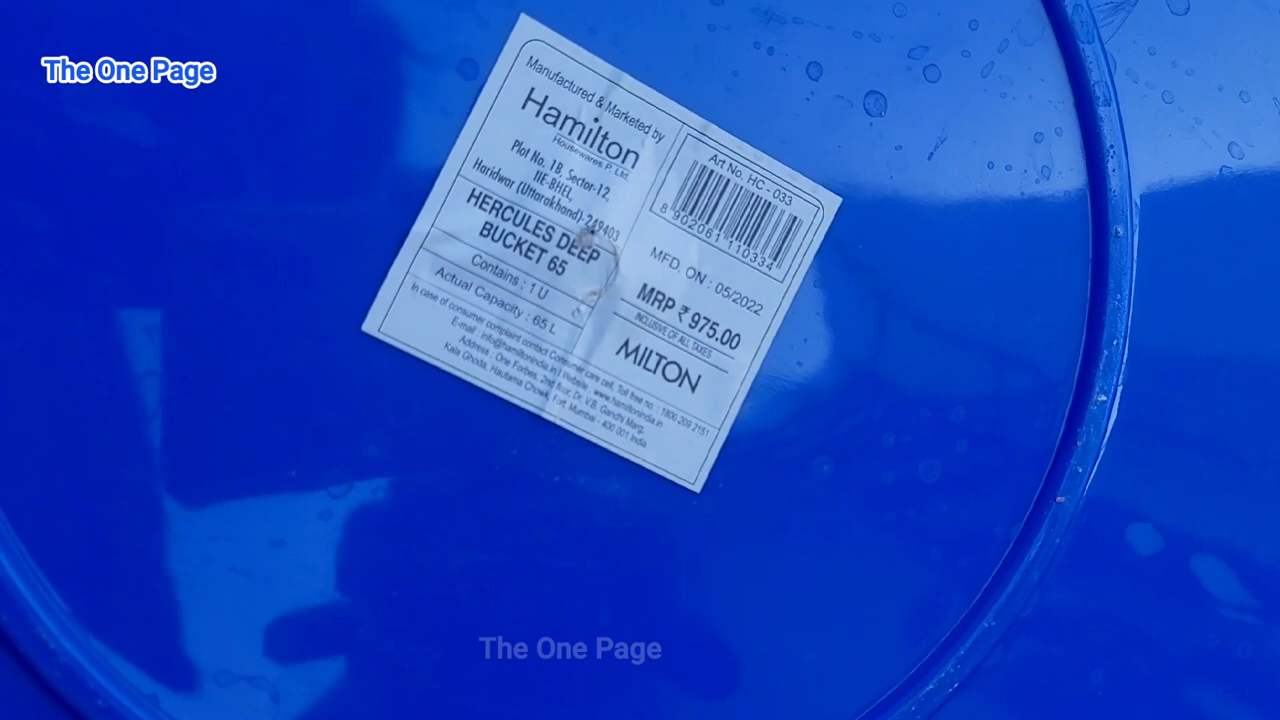 The One Page
Manufactured & Marketed by
Hamilton
Housewares P. Ltd.
Plot No. 1B, Sector-12,
IIE-BHEL,
Haridwar (Uttarakhand)-249403
HERCULES DEEP
BUCKET 65
Contains : 1 U
Actual Capacity : 65 L
Art No. HC - 033
8 902061 110334
MFD. ON : 05/2022
MRP ₹ 975.00
INCLUSIVE OF ALL TAXES
MILTON
In case of consumer complaint contact Consumer care cell, Toll free no. : 1800 209 2151
E-mail : info@hamiltonindia.in | Website : www.hamiltonindia.in
Address : One Forbes, 2nd floor, Dr. V.B. Gandhi Marg,
Kala Ghoda, Hautama Chowk, Fort, Mumbai - 400 001 India.
The One Page